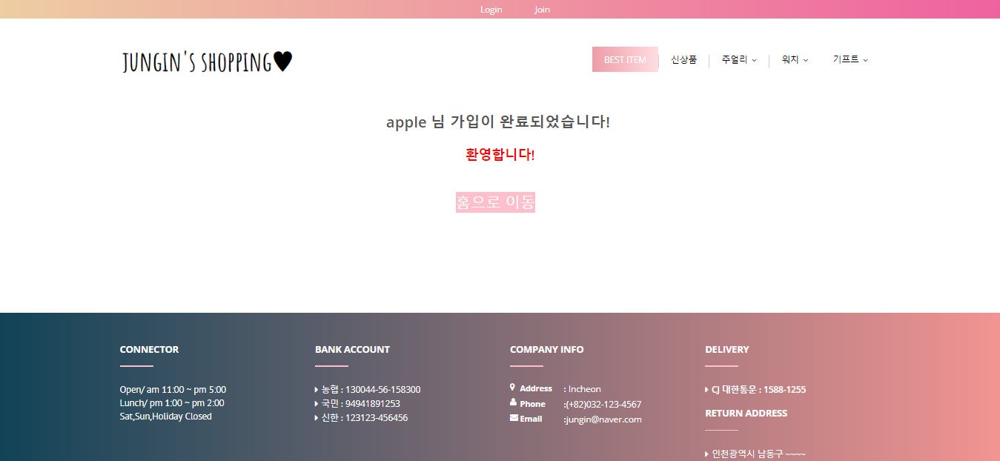 Login Join
JUNGIN'S SHOPPING♥
BEST ITEM 신상품 주얼리 워치 기프트
apple 님 가입이 완료되었습니다!
환영합니다!
홈으로 이동
CONNECTOR
Open/ am 11:00 ~ pm 5:00
Lunch/ pm 1:00 ~ pm 2:00
Sat,Sun,Holiday Closed
BANK ACCOUNT
농협 : 130044-56-158300
국민 : 94941891253
신한 : 123123-456456
COMPANY INFO
Address : Incheon
Phone :(+82)032-123-4567
Email :jungin@naver.com
DELIVERY
CJ 대한통운 : 1588-1255
RETURN ADDRESS
인천광역시 남동구 ~~~~